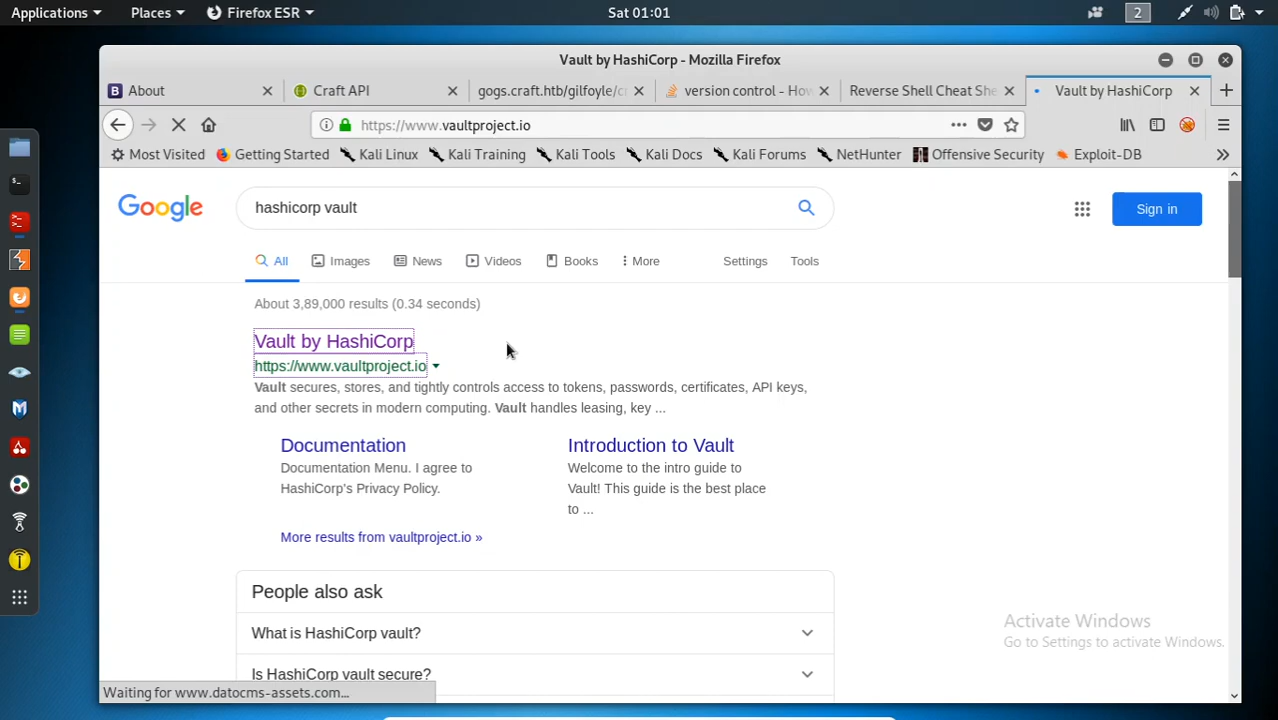 Applications Places Firefox ESR Sat 01:01 2
Vault by HashiCorp - Mozilla Firefox
About Craft API gogs.craft.htb/gilfoyle/c version control - How Reverse Shell Cheat She Vault by HashiCorp
https://www.vaultproject.io
Most Visited Getting Started Kali Linux Kali Training Kali Tools Kali Docs Kali Forums NetHunter Offensive Security Exploit-DB
Google hashicorp vault Sign in
All Images News Videos Books More Settings Tools
About 3,89,000 results (0.34 seconds)
Vault by HashiCorp
https://www.vaultproject.io
Vault secures, stores, and tightly controls access to tokens, passwords, certificates, API keys,
and other secrets in modern computing. Vault handles leasing, key ...
Documentation
Documentation Menu. I agree to
HashiCorp's Privacy Policy.
Introduction to Vault
Welcome to the intro guide to
Vault! This guide is the best place
to ...
More results from vaultproject.io »
People also ask
What is HashiCorp vault?
Is HashiCorp vault secure?
Activate Windows
Go to Settings to activate Windows.
Waiting for www.datocms-assets.com...